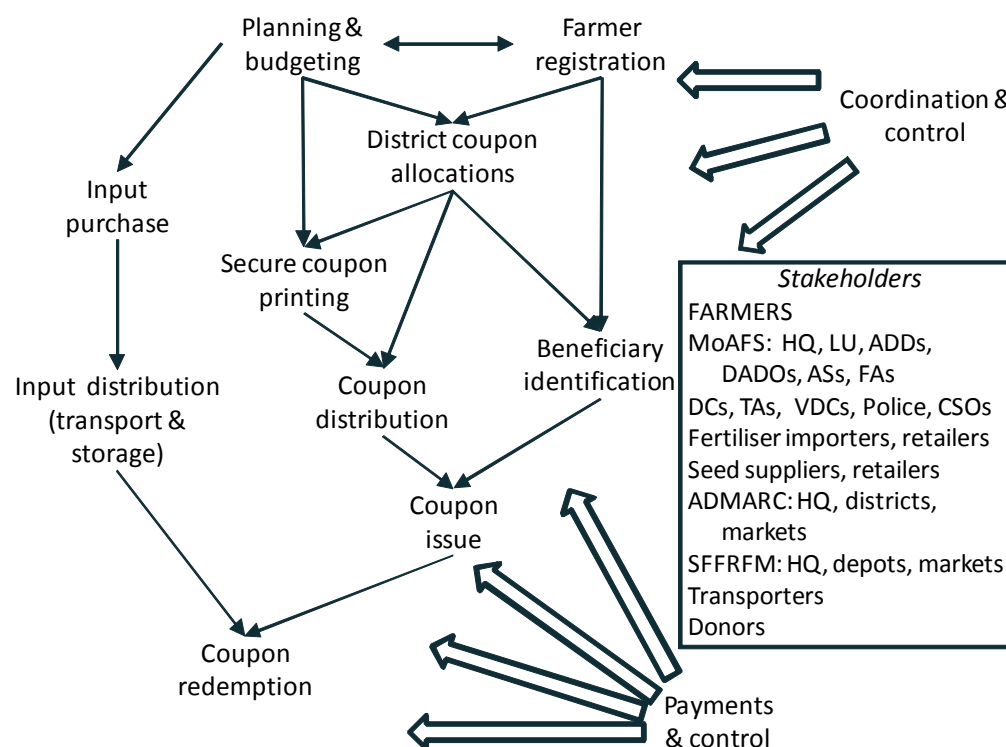 Planning &
budgeting
Farmer
registration
Coordination &
control
District coupon
allocations
Input
purchase
Secure coupon
printing
Stakeholders
FARMERS
MoAFS: HQ, LU, ADDs,
DADOs, ASs, FAs
DCs, TAs, VDCs, Police, CSOs
Fertiliser importers, retailers
Seed suppliers, retailers
ADMARC: HQ, districts,
markets
SFFRFM: HQ, depots, markets
Transporters
Donors
Beneficiary
identification
Input distribution
(transport &
storage)
Coupon
distribution
Coupon
issue
Coupon
redemption
Payments
& control